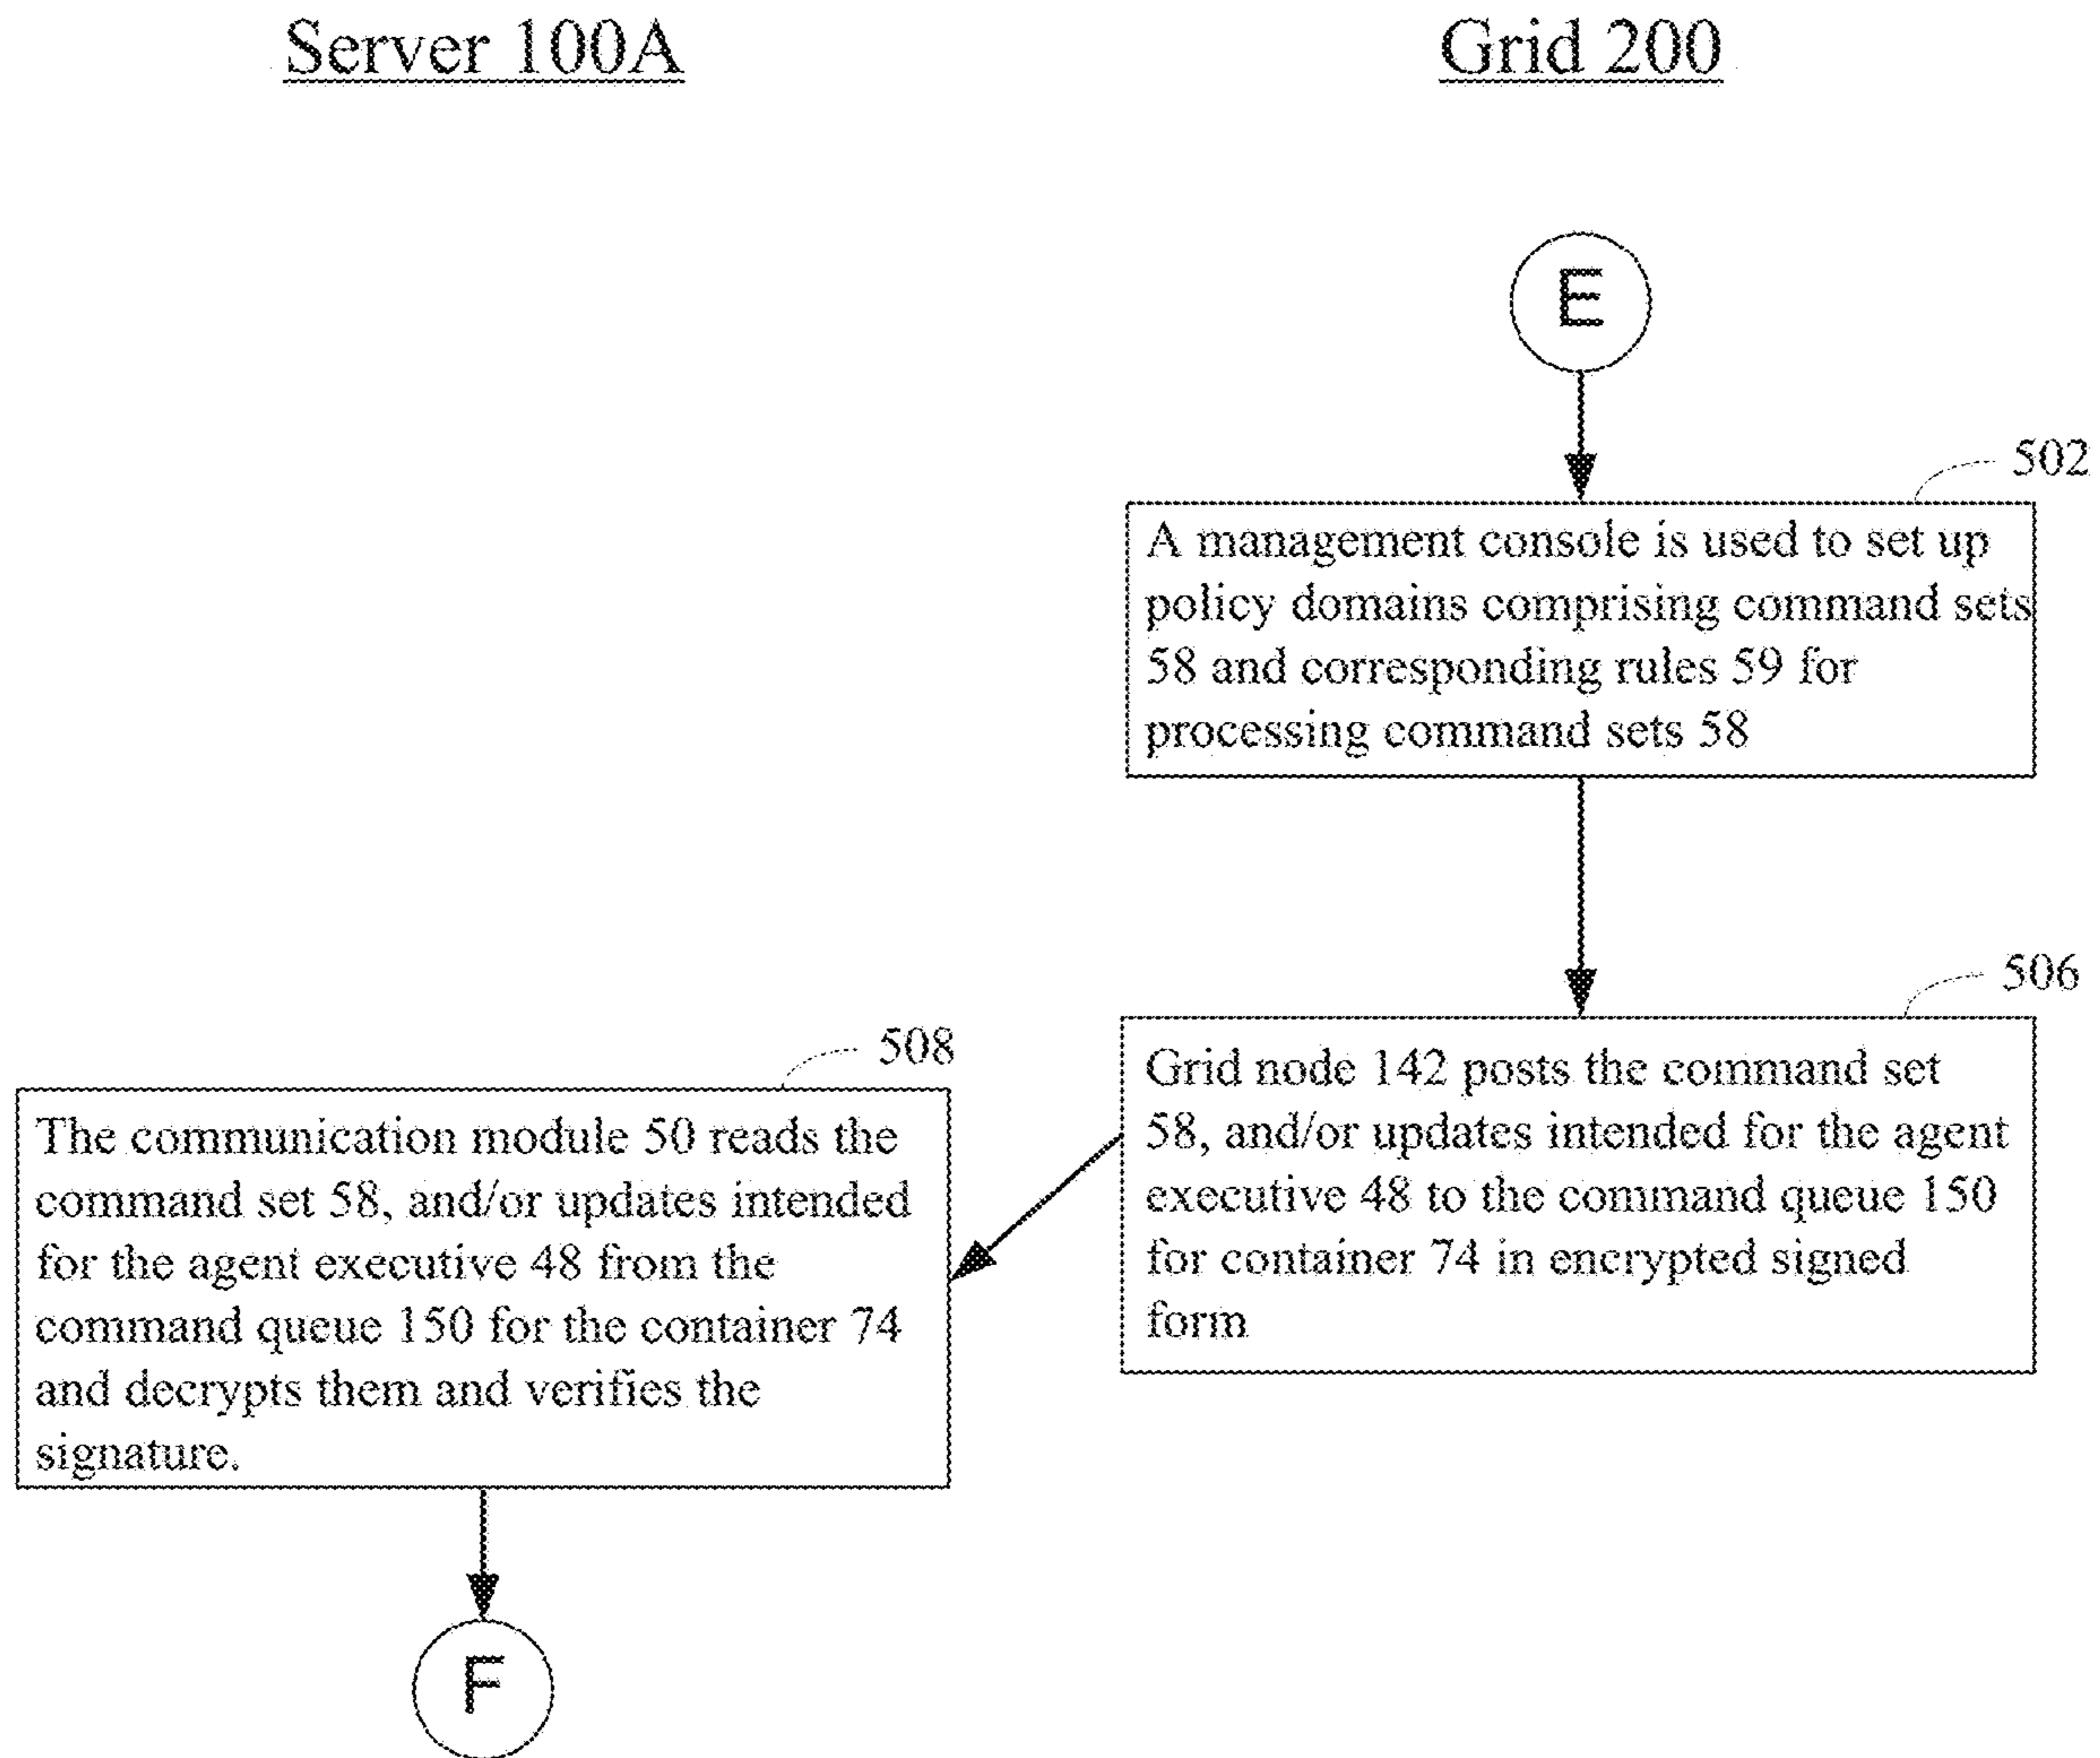 Server 100A
Grid 200
E
502
A management console is used to set up
policy domains comprising command sets
58 and corresponding rules 59 for
processing command sets 58
506
Grid node 142 posts the command set
58, and/or updates intended for the agent
executive 48 to the command queue 150
for container 74 in encrypted signed
form
508
The communication module 50 reads the
command set 58, and/or updates intended
for the agent executive 48 from the
command queue 150 for the container 74
and decrypts them and verifies the
signature.
F